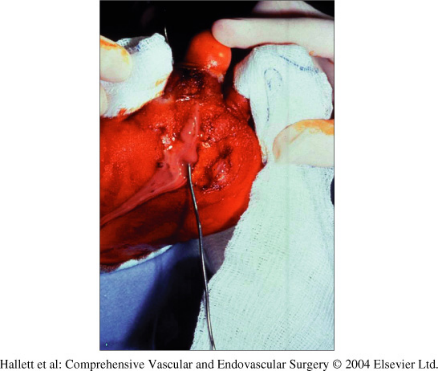 Hallett et al: Comprehensive Vascular and Endovascular Surgery © 2004 Elsevier Ltd.